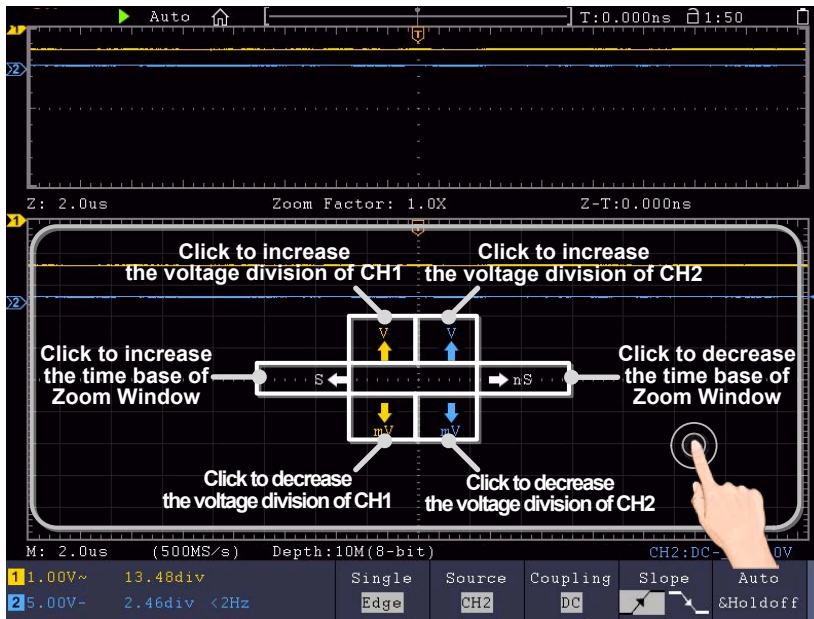 Auto T:0.000ns 1:50
1
T
2
Z: 2.0us Zoom Factor: 1.0X Z-T:0.000ns
1
T
Click to increase
the voltage division of CH1
Click to increase
the voltage division of CH2
2
V V
Click to increase
the time base of
Zoom Window
S nS
Click to decrease
the time base of
Zoom Window
mV mV
Click to decrease
the voltage division of CH1
Click to decrease
the voltage division of CH2
M: 2.0us (500MS/s) Depth:10M(8-bit) CH2:DC- 0V
1 1.00V~ 13.48div Single Source Coupling Slope Auto
2 5.00V- 2.46div <2Hz Edge CH2 DC &Holdoff